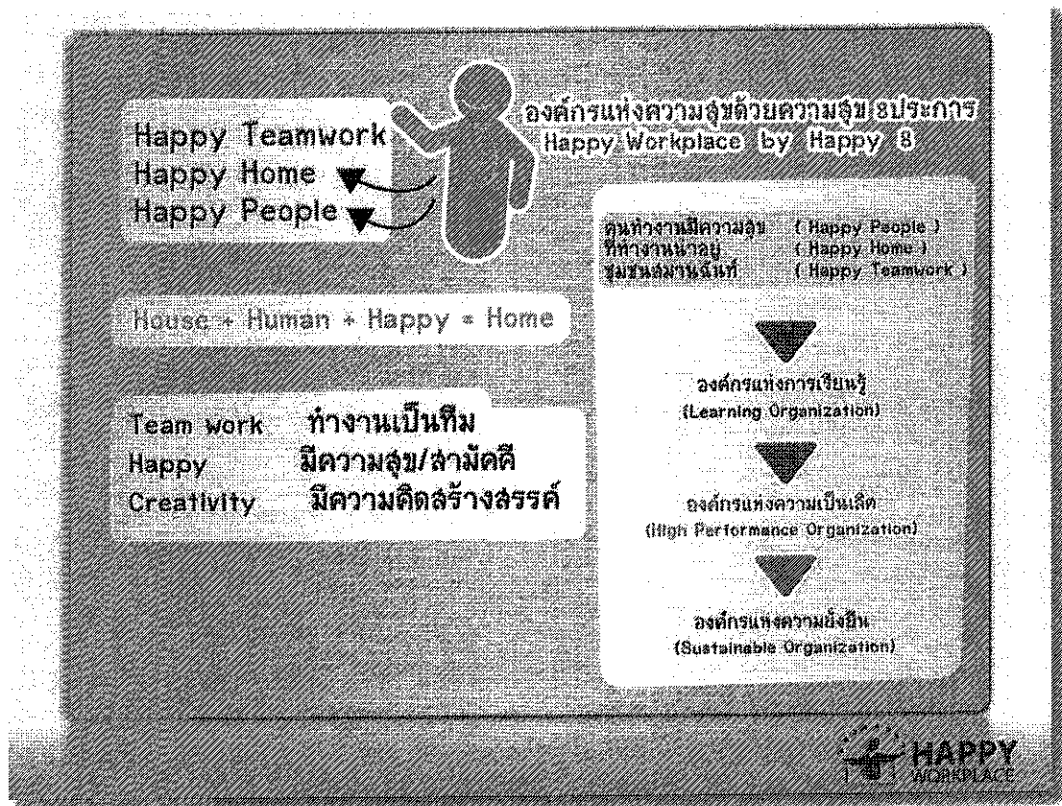 องค์กรแห่งความสุขด้วยความสุข 8ประการ
Happy Workplace by Happy 8
Happy Teamwork
Happy Home
Happy People
House + Human + Happy = Home
Team work ทำงานเป็นทีม
Happy มีความสุข/สามัคคี
Creativity มีความคิดสร้างสรรค์
คนทำงานมีความสุข ( Happy People )
ที่ทำงานน่าอยู่ ( Happy Home )
ชุมชนสมานฉันท์ ( Happy Teamwork )
องค์กรแห่งการเรียนรู้
(Learning Organization)
องค์กรแห่งความเป็นเลิศ
(High Performance Organization)
องค์กรแห่งความยั่งยืน
(Sustainable Organization)
HAPPY
WORKPLACE